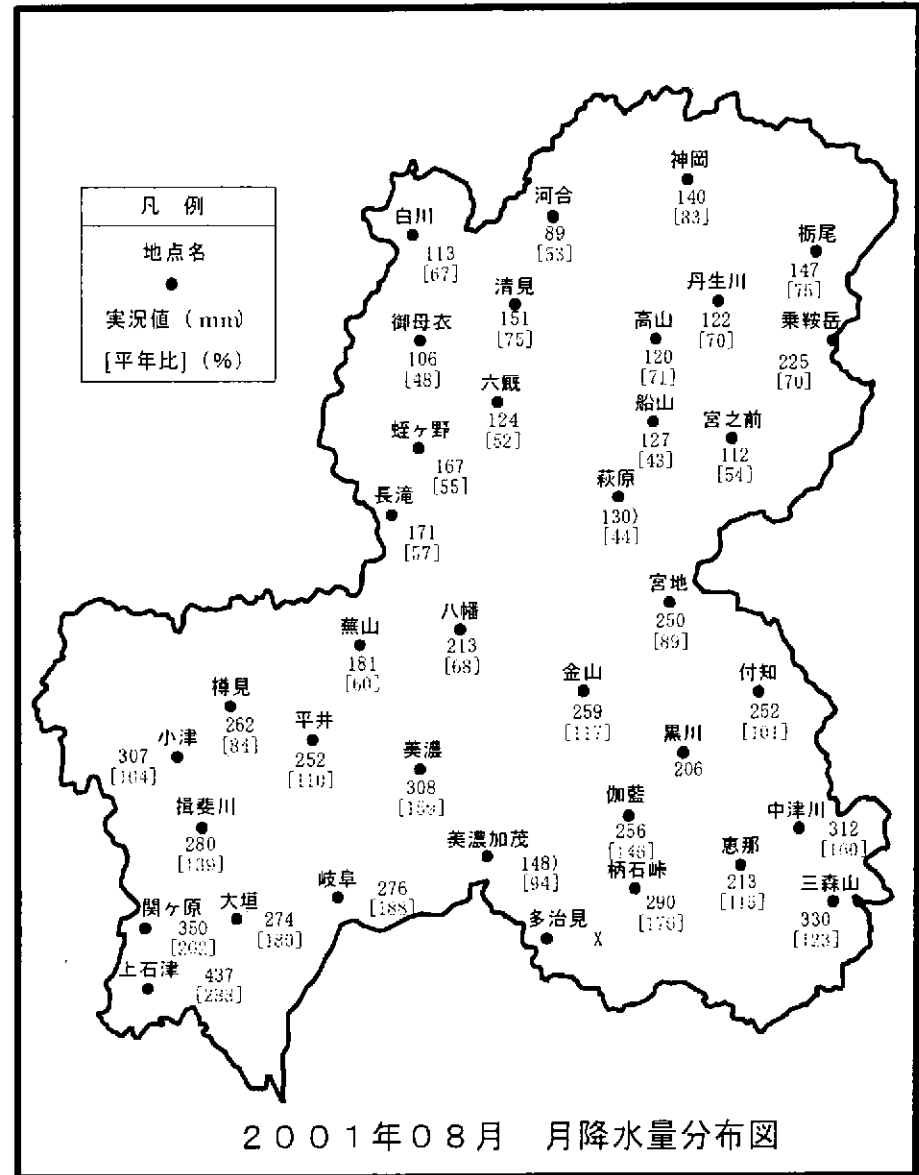 凡 例
地点名
実況値 (mm)
[平年比] (%)
神岡
140
[83]
河合
89
[53]
白川
113
[67]
栃尾
147
[75]
清見
151
[75]
丹生川
122
[70]
御母衣
106
[48]
高山
120
[71]
乗鞍岳
225
[70]
六厩
124
[52]
船山
127
[43]
宮之前
112
[54]
蛭ヶ野
167
[55]
萩原
130)
[44]
長滝
171
[57]
宮地
250
[89]
八幡
213
[68]
蕪山
181
[60]
金山
259
[117]
付知
252
[101]
樽見
262
[84]
平井
252
[110]
小津
307
[104]
黒川
206
美濃
308
揖斐川
280
[139]
伽藍
256
中津川
312
[160]
美濃加茂
148)
[94]
恵那
213
柄石峠
290
岐阜
276
[188]
三森山
330
[123]
関ヶ原
350
[202]
大垣
274
多治見
X
上石津
437
[233]
2001年08月 月降水量分布図